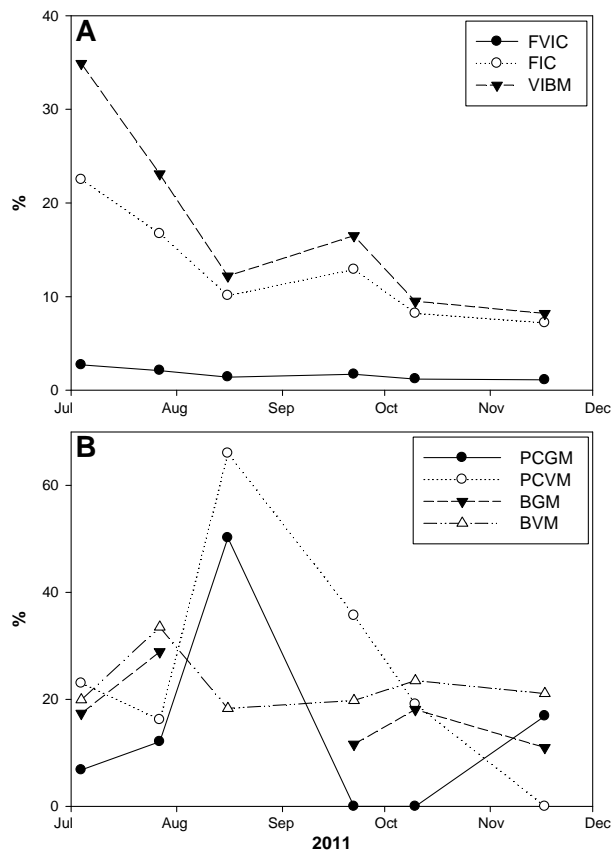 A
FVIC
FIC
VIBM
40
30
20
10
0
%
Jul Aug Sep Oct Nov Dec
B
PCGM
PCVM
BGM
BVM
60
40
20
0
%
Jul Aug Sep Oct Nov Dec
2011